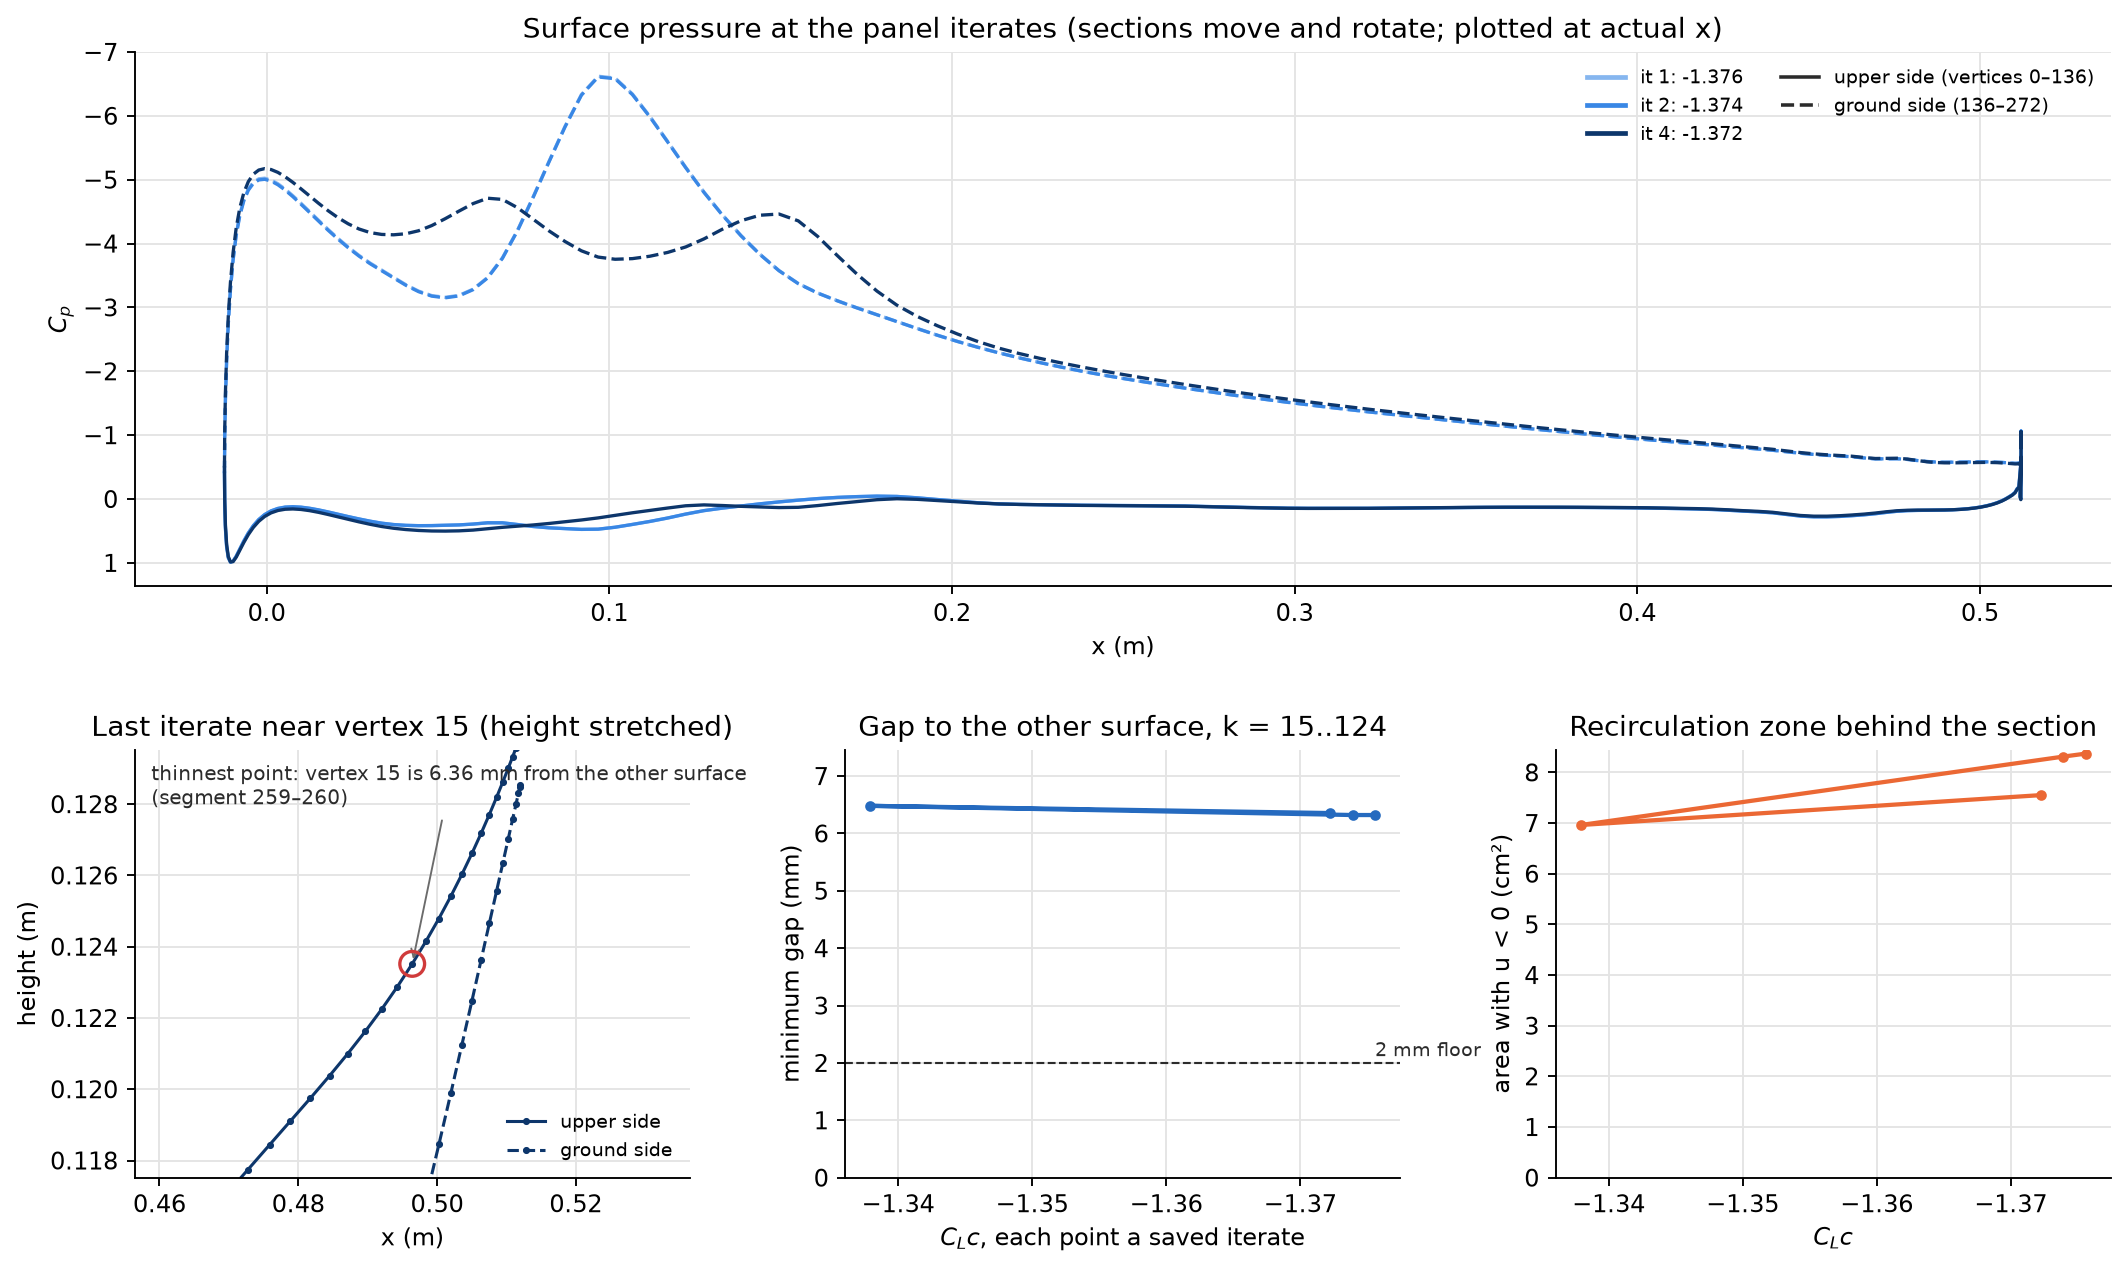 Surface pressure at the panel iterates (sections move and rotate; plotted at actual x)
−7
−6
−5
−4
−3
−2
−1
0
1
C_p
it 1: -1.376
it 2: -1.374
it 4: -1.372
upper side (vertices 0–136)
ground side (136–272)
0.0
0.1
0.2
0.3
0.4
0.5
x (m)
Last iterate near vertex 15 (height stretched)
thinnest point: vertex 15 is 6.36 mm from the other surface
(segment 259–260)
0.128
0.126
0.124
0.122
0.120
0.118
height (m)
upper side
ground side
0.46
0.48
0.50
0.52
x (m)
Gap to the other surface, k = 15..124
7
6
5
4
3
2
1
0
minimum gap (mm)
2 mm floor
−1.34
−1.35
−1.36
−1.37
C_Lc, each point a saved iterate
Recirculation zone behind the section
8
7
6
5
4
3
2
1
0
area with u < 0 (cm²)
−1.34
−1.35
−1.36
−1.37
C_Lc